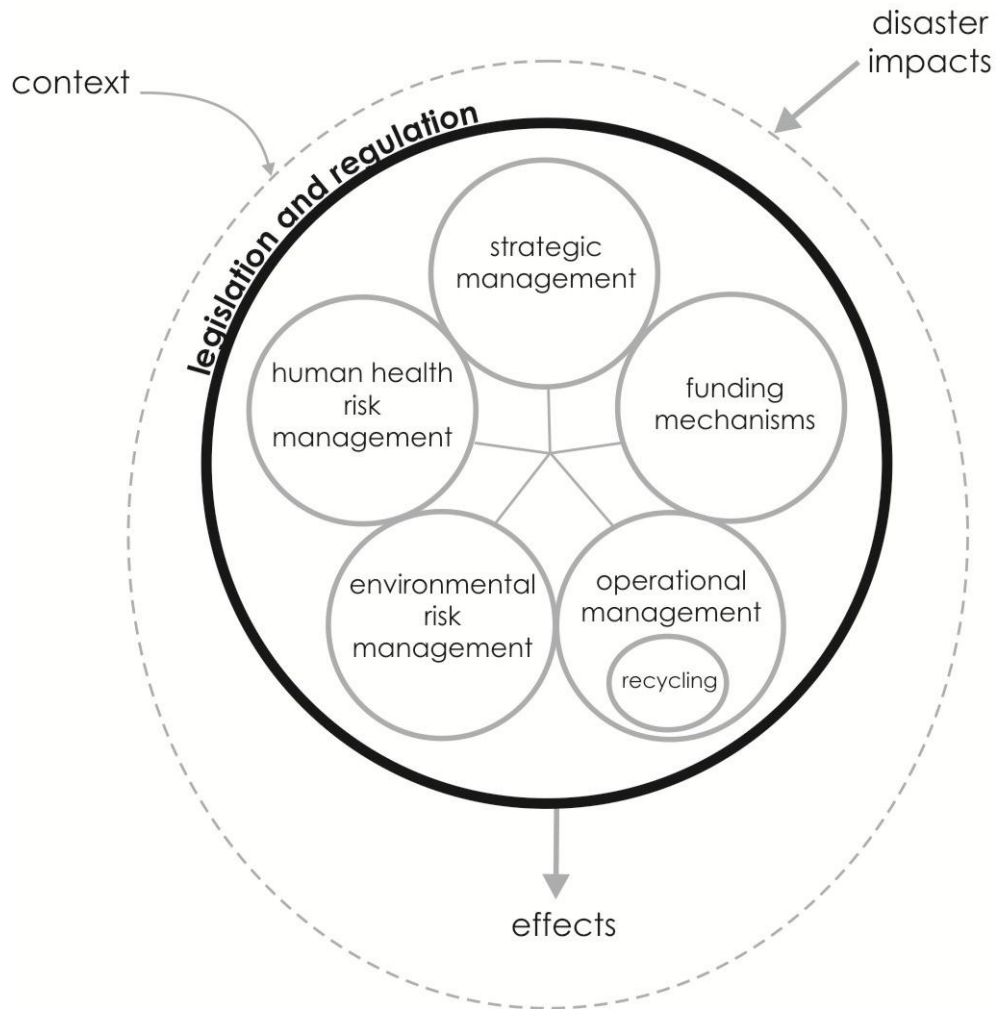 disaster
impacts
context
legislation and regulation
strategic
management
human health
risk
management
funding
mechanisms
environmental
risk
management
operational
management
recycling
effects